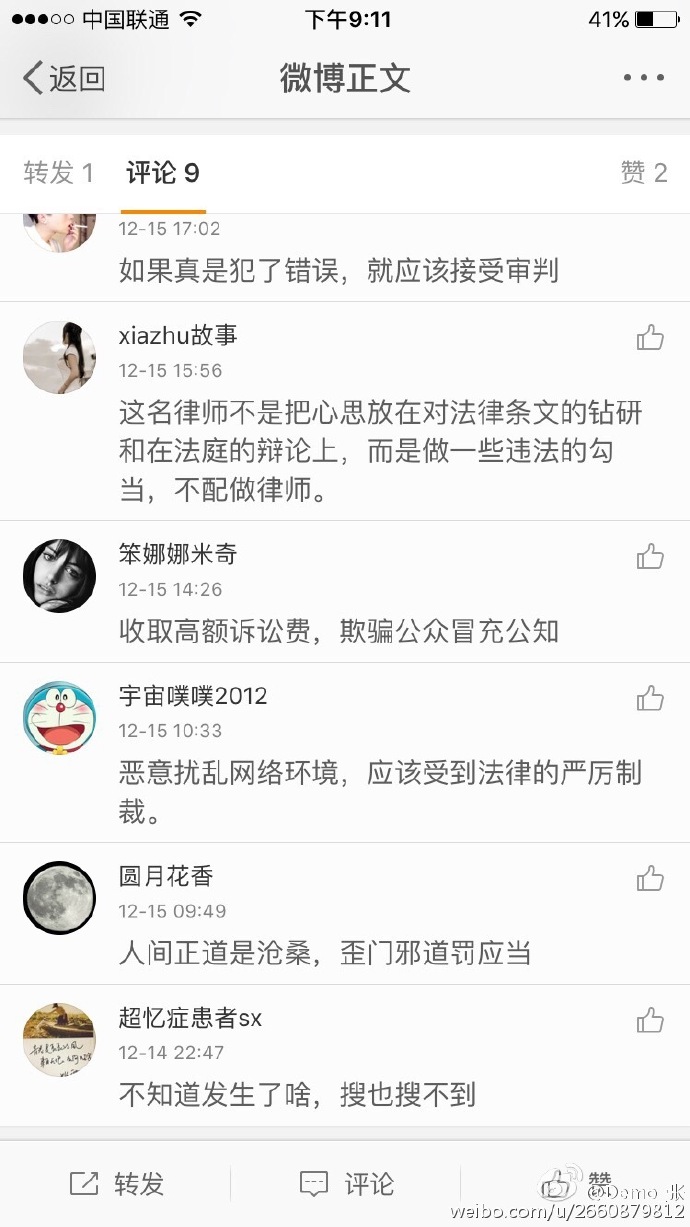 中国联通 下午9:11 41%
返回 微博正文
转发 1 评论 9 赞 2
12-15 17:02
如果真是犯了错误，就应该接受审判
xiazhu故事
12-15 15:56
这名律师不是把心思放在对法律条文的钻研
和在法庭的辩论上，而是做一些违法的勾
当，不配做律师。
笨娜娜米奇
12-15 14:26
收取高额诉讼费，欺骗公众冒充公知
宇宙噗噗2012
12-15 10:33
恶意扰乱网络环境，应该受到法律的严厉制
裁。
圆月花香
12-15 09:49
人间正道是沧桑，歪门邪道罚应当
超忆症患者sx
12-14 22:47
不知道发生了啥，搜也搜不到
转发 评论 赞
@Demo_张
weibo.com/u/2660879812